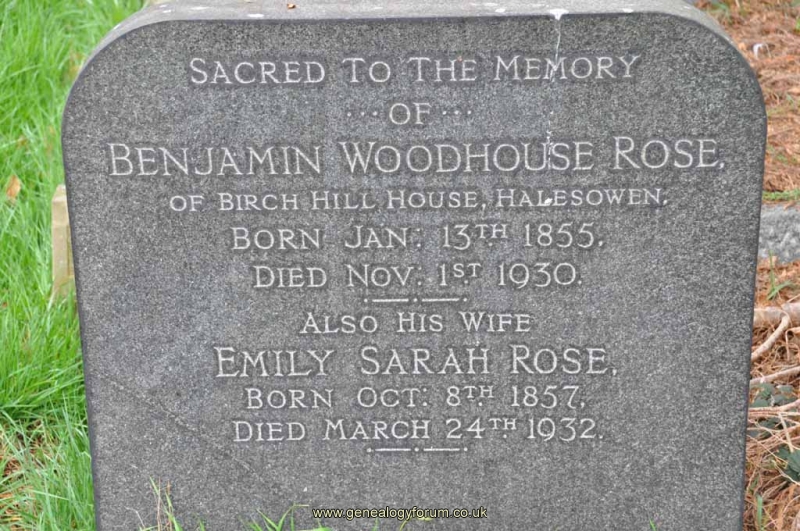 SACRED TO THE MEMORY
··· OF ···
BENJAMIN WOODHOUSE ROSE,
OF BIRCH HILL HOUSE, HALESOWEN.
BORN JAN: 13TH 1855,
DIED NOV: 1ST 1930.
ALSO HIS WIFE
EMILY SARAH ROSE,
BORN OCT: 8TH 1857,
DIED MARCH 24TH 1932.
www.genealogyforum.co.uk